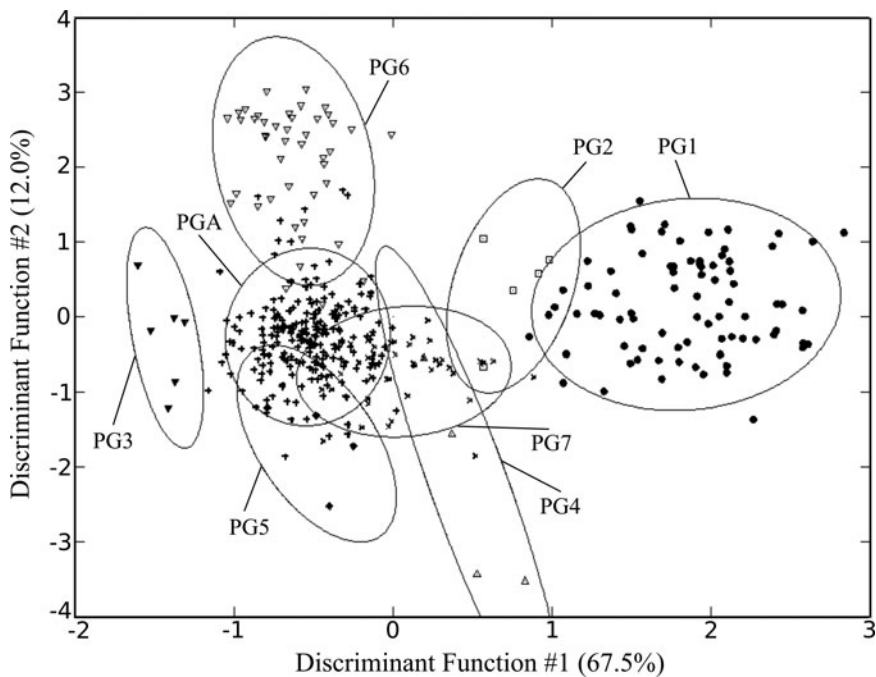 4
PG6
3
PG2
PG1
2
PGA
1
0
-1
PG3
PG7
-2
PG4
PG5
-3
-4
-2
-1
0
1
2
3
Discriminant Function #2 (12.0%)
Discriminant Function #1 (67.5%)